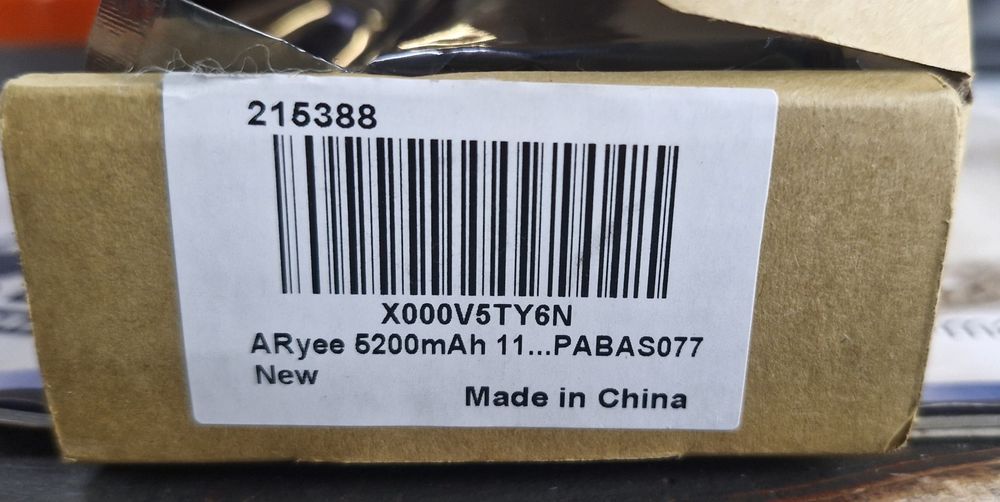 215388
X000V5TY6N
ARyee 5200mAh 11...PABAS077
New
Made in China